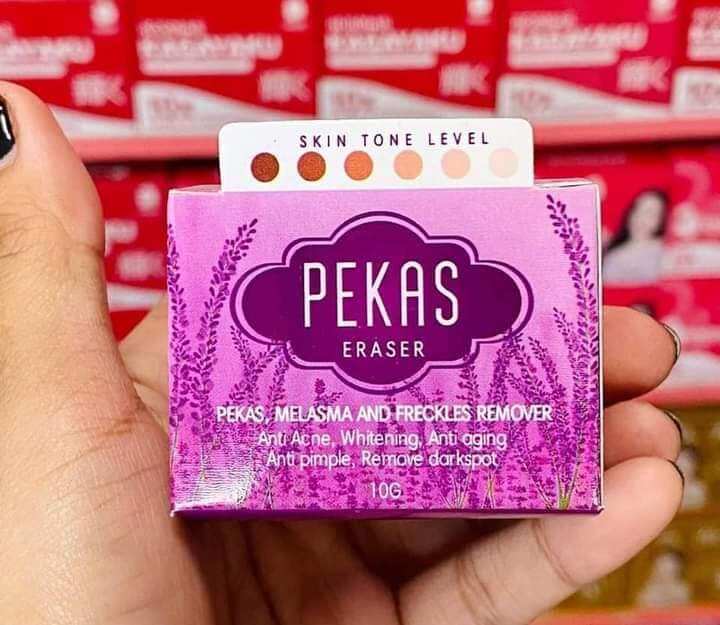 SKIN TONE LEVEL
PEKAS
ERASER
PEKAS, MELASMA AND FRECKLES REMOVER
Anti Acne, Whitening, Anti aging
Anti pimple, Remove darkspot
10G